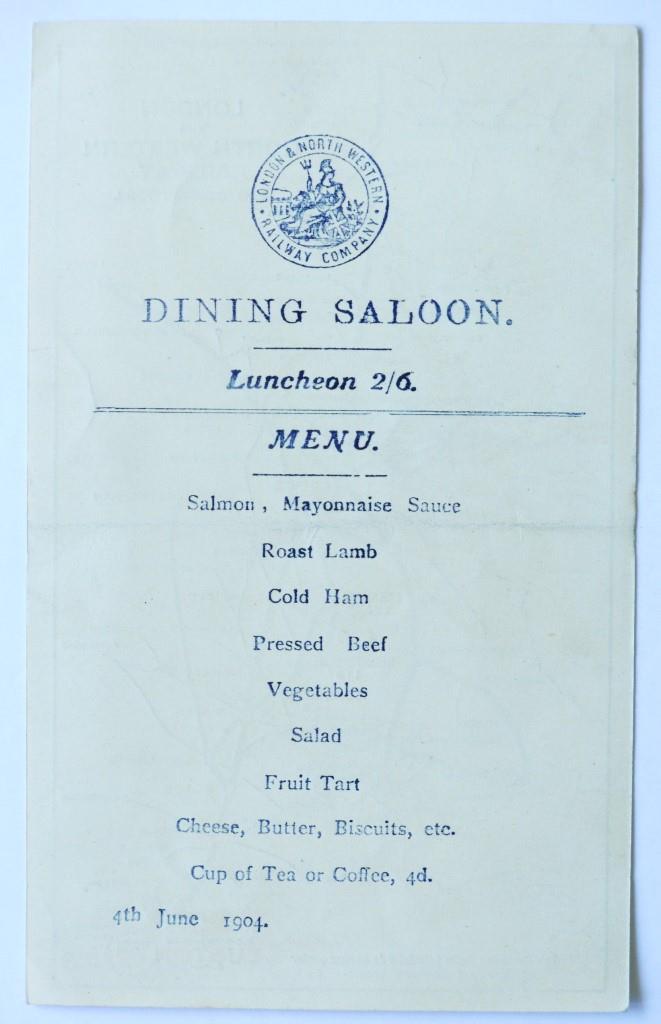 LONDON & NORTH WESTERN
RAILWAY COMPANY
DINING SALOON.
Luncheon 2/6.
MENU.
Salmon, Mayonnaise Sauce
Roast Lamb
Cold Ham
Pressed Beef
Vegetables
Salad
Fruit Tart
Cheese, Butter, Biscuits, etc.
Cup of Tea or Coffee, 4d.
4th June 1904.